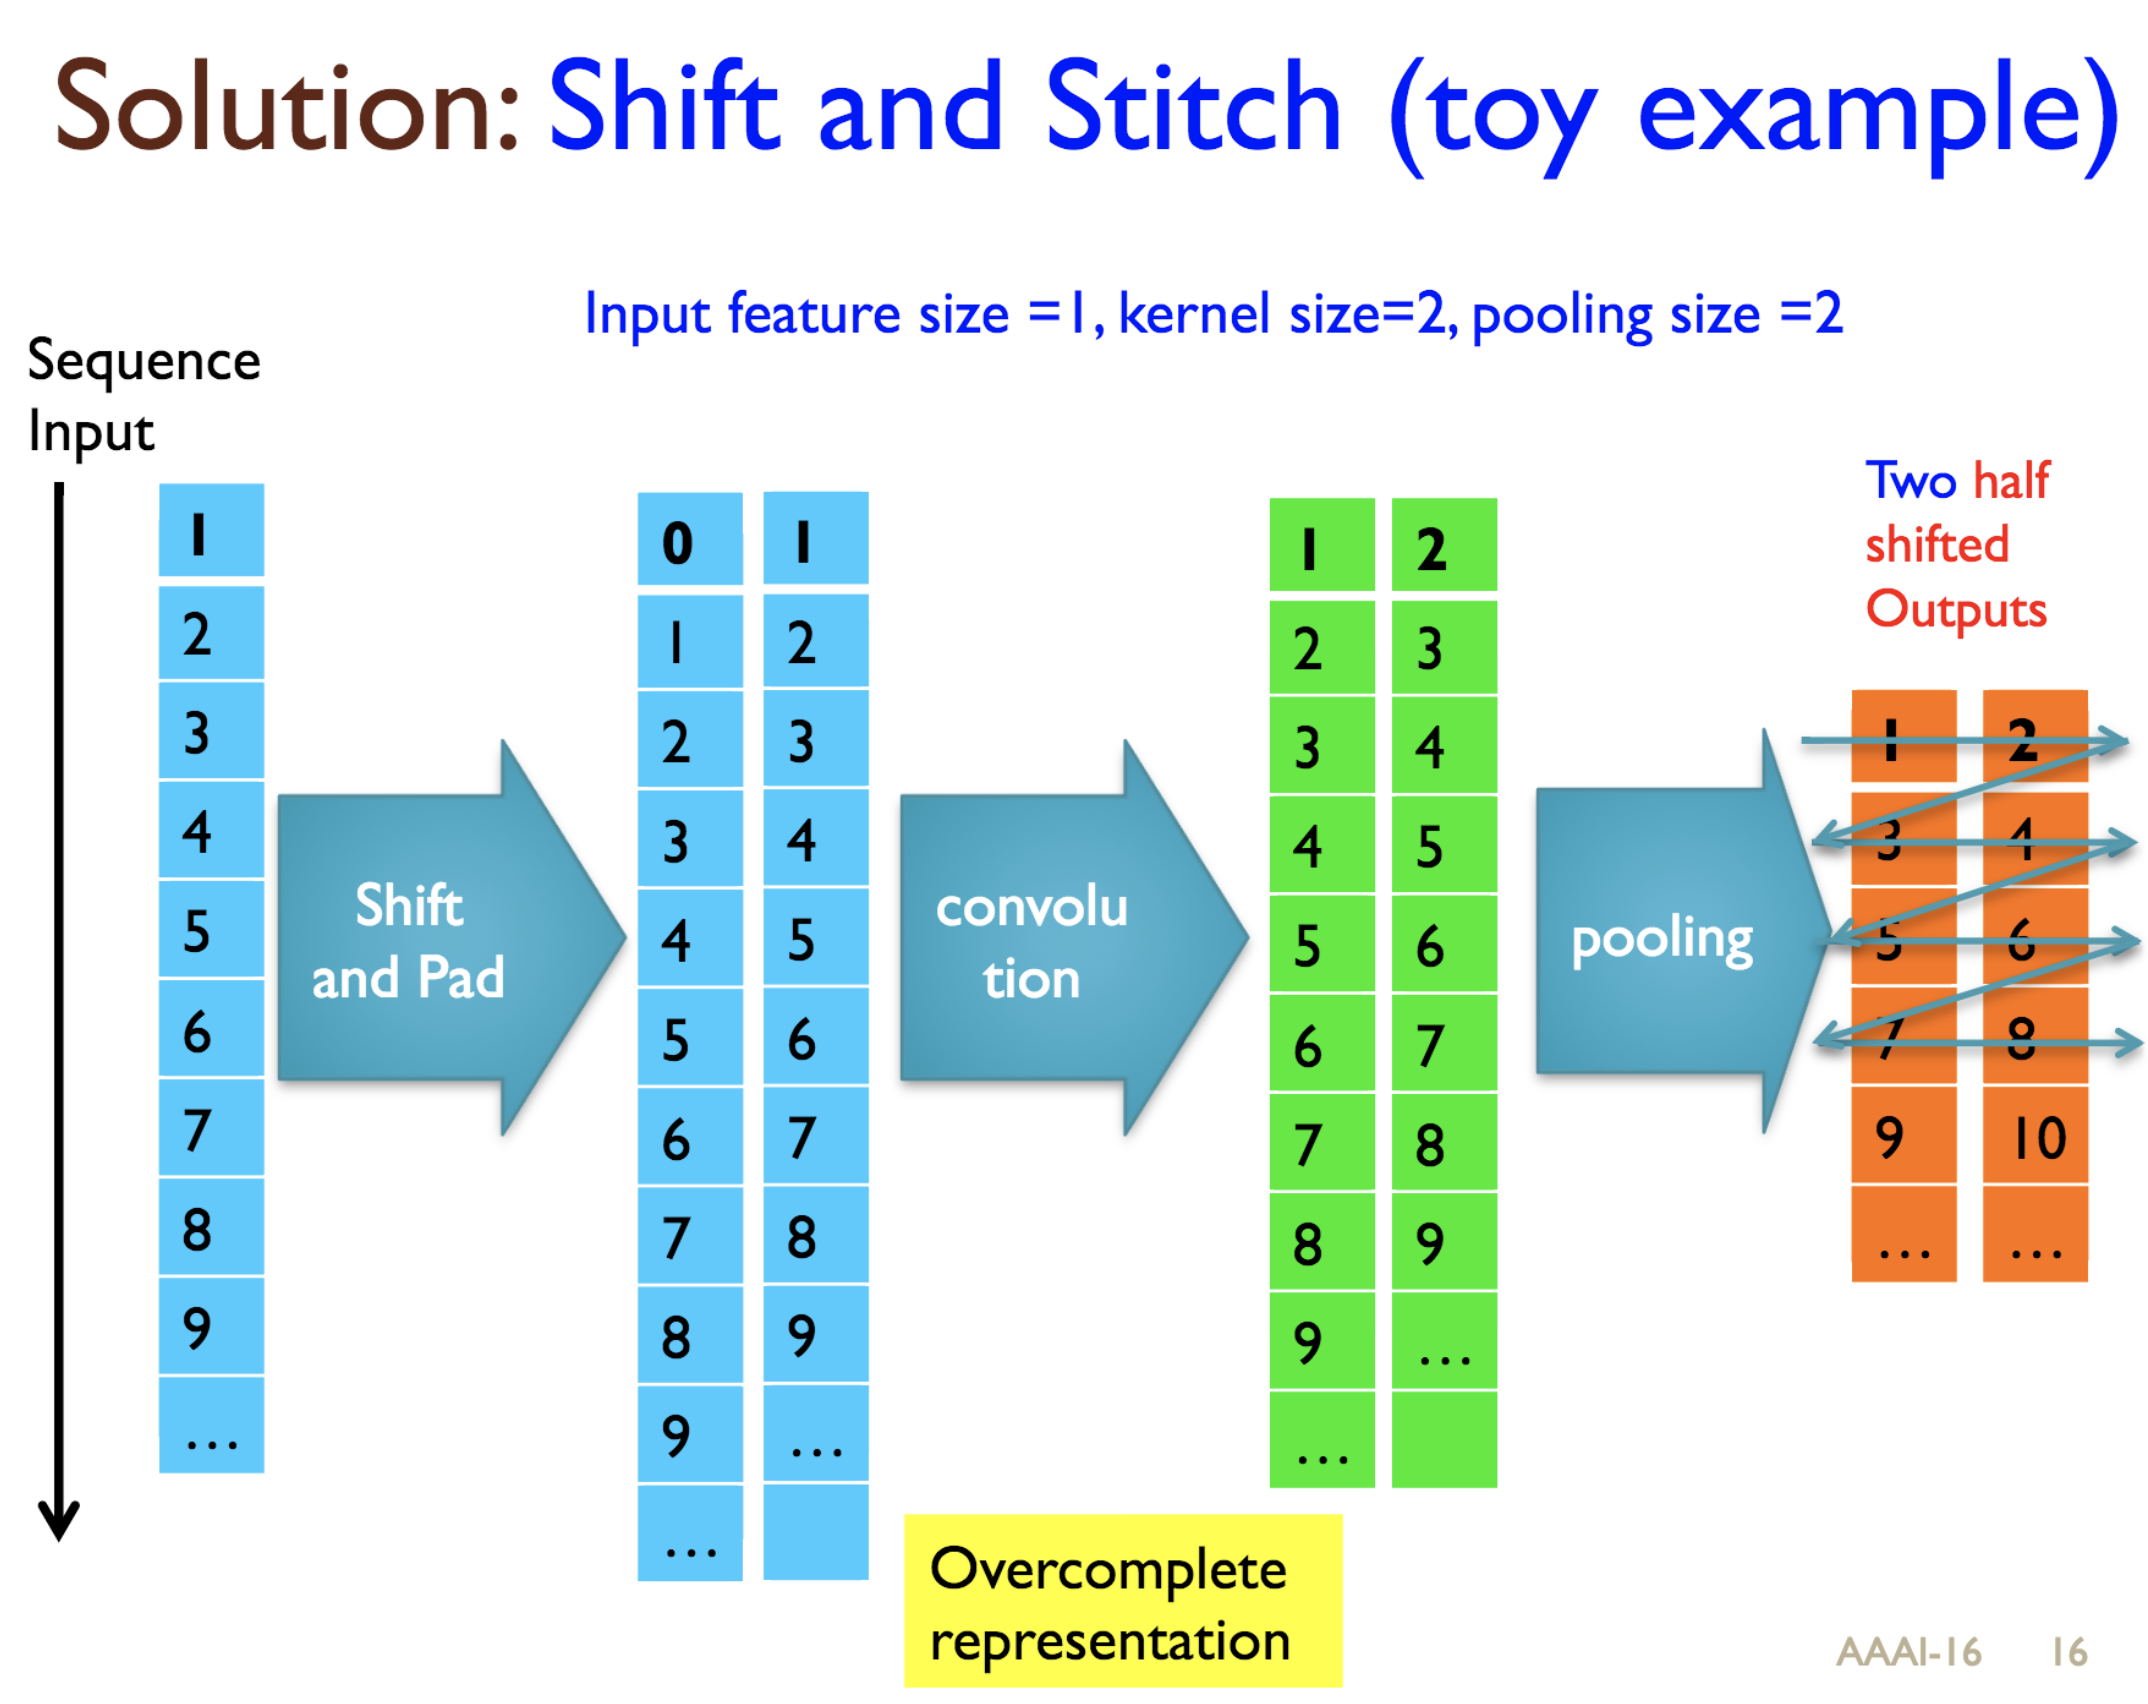 Solution: Shift and Stitch (toy example)
Input feature size =1, kernel size=2, pooling size =2
Sequence
Input
1
2
3
4
5
6
7
8
9
...
Shift
and Pad
0 1
1 2
2 3
3 4
4 5
5 6
6 7
7 8
8 9
9 ...
...
convolu
tion
1 2
2 3
3 4
4 5
5 6
6 7
7 8
8 9
9 ...
...
pooling
Two half
shifted
Outputs
1 2
3 4
5 6
7 8
9 10
... ...
Overcomplete
representation
AAAI-16 16